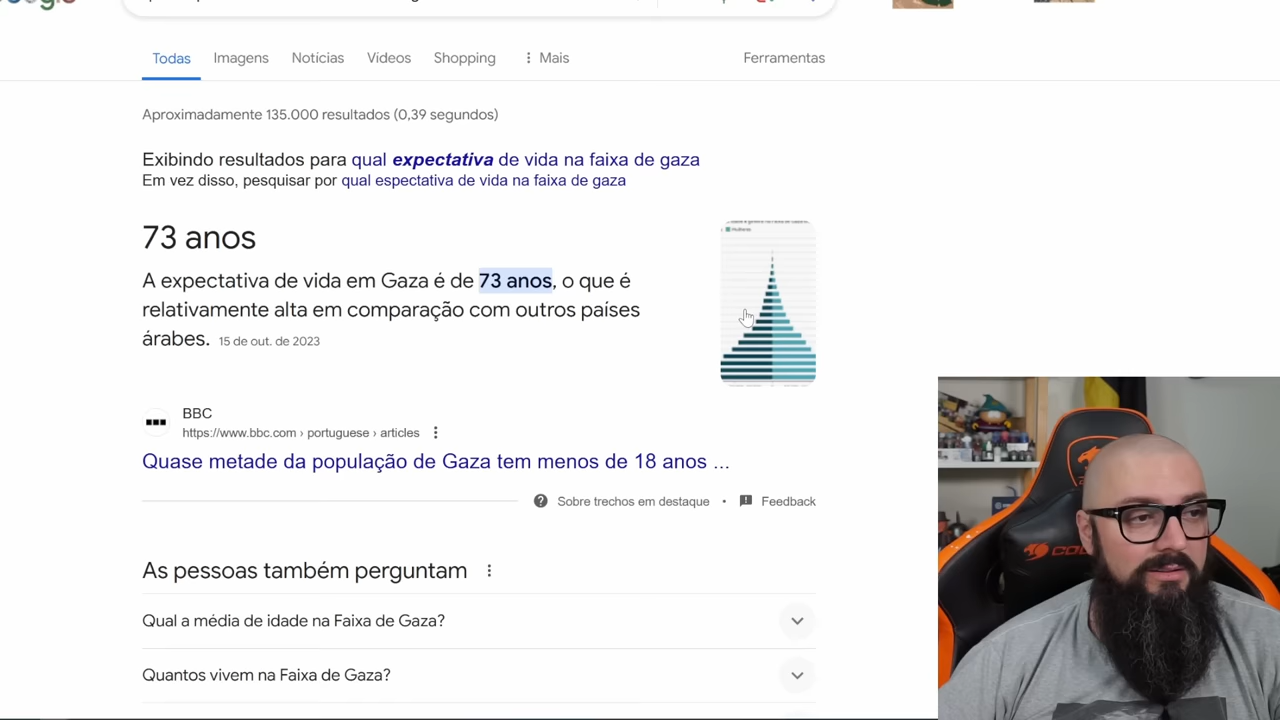 Todas Imagens Notícias Vídeos Shopping Mais Ferramentas
Aproximadamente 135.000 resultados (0,39 segundos)
Exibindo resultados para qual expectativa de vida na faixa de gaza
Em vez disso, pesquisar por qual espectativa de vida na faixa de gaza
73 anos
Mulheres
A expectativa de vida em Gaza é de 73 anos, o que é
relativamente alta em comparação com outros países
árabes. 15 de out. de 2023
BBC
https://www.bbc.com › portuguese › articles
Quase metade da população de Gaza tem menos de 18 anos ...
Sobre trechos em destaque • Feedback
As pessoas também perguntam
Qual a média de idade na Faixa de Gaza?
Quantos vivem na Faixa de Gaza?